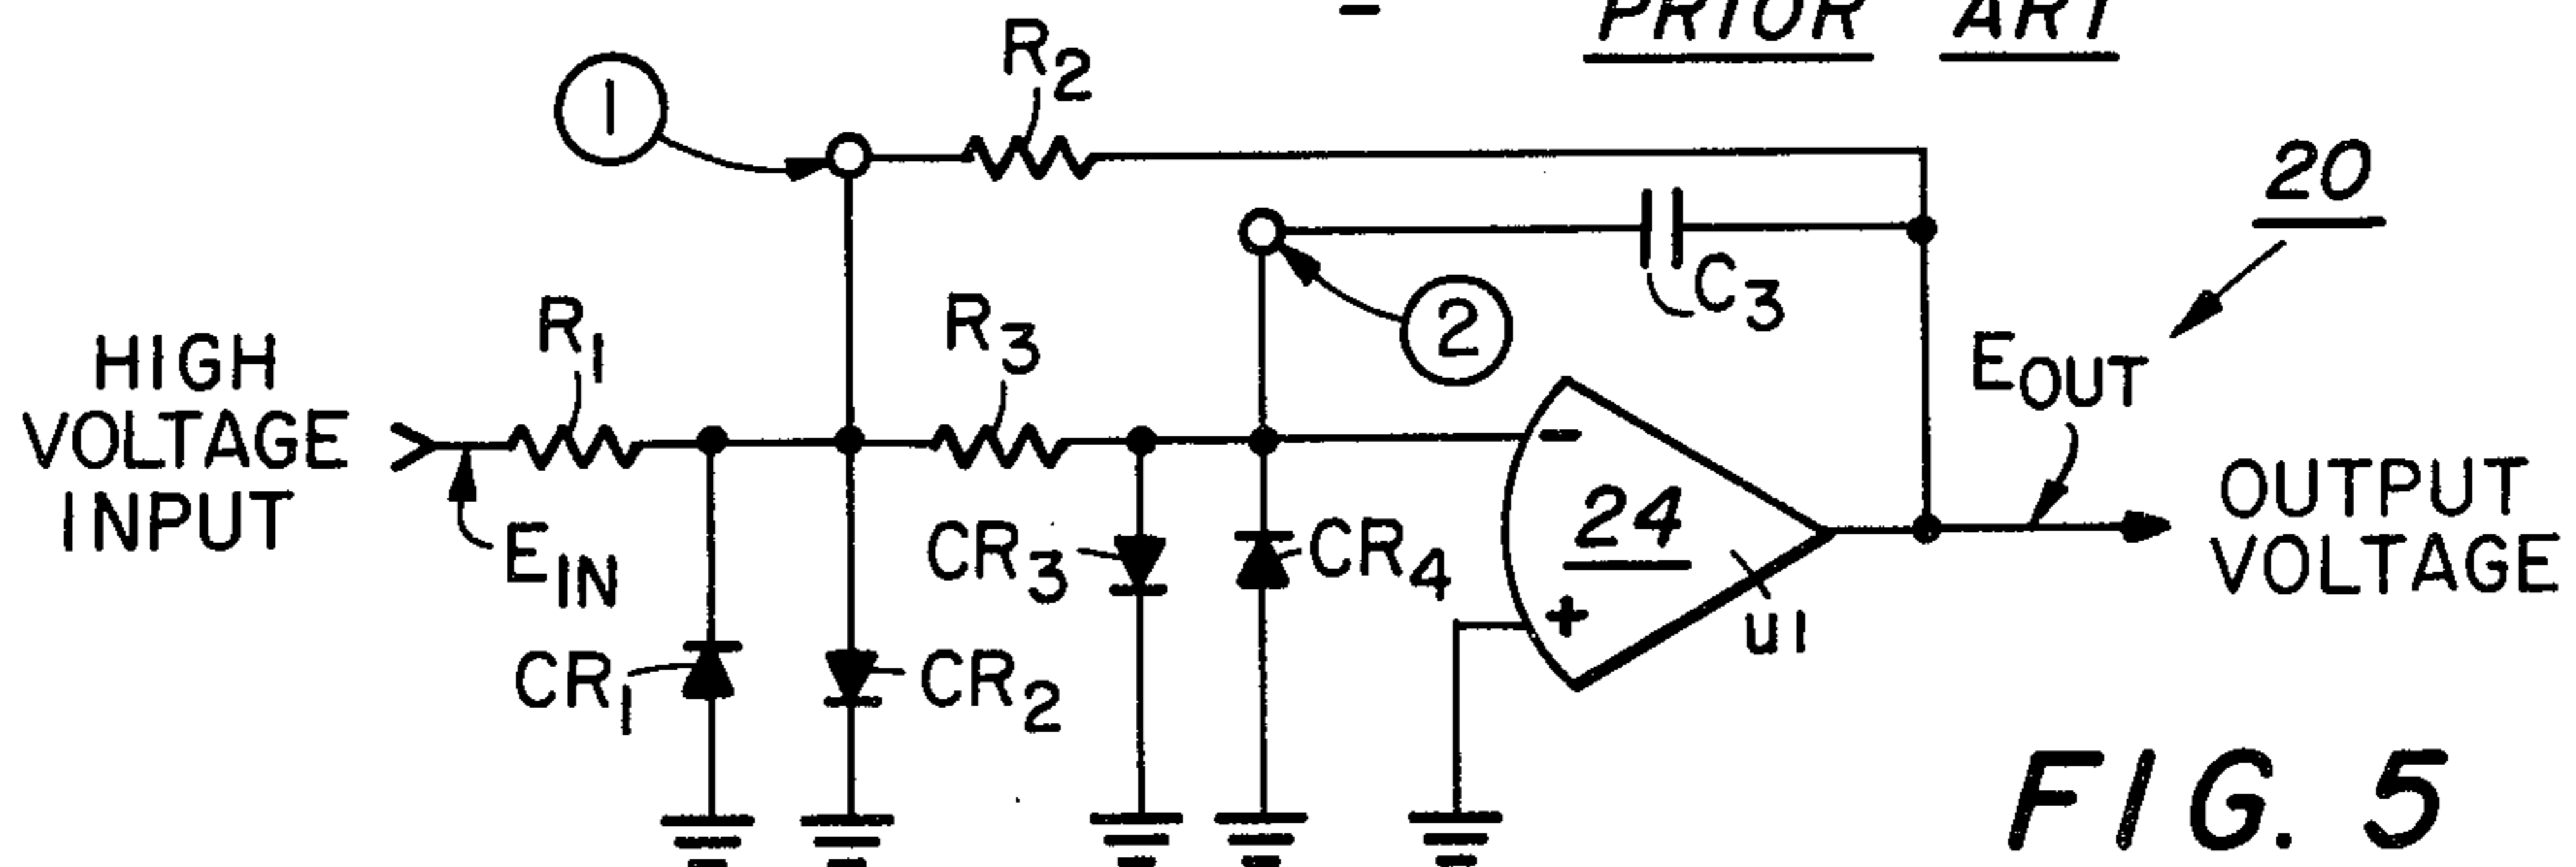 PRIOR ART
1
R2
20
2
C3
HIGH
VOLTAGE
INPUT
R1
R3
EOUT
EIN
-
24
+
u1
OUTPUT
VOLTAGE
CR3
CR4
CR1
CR2
FIG. 5